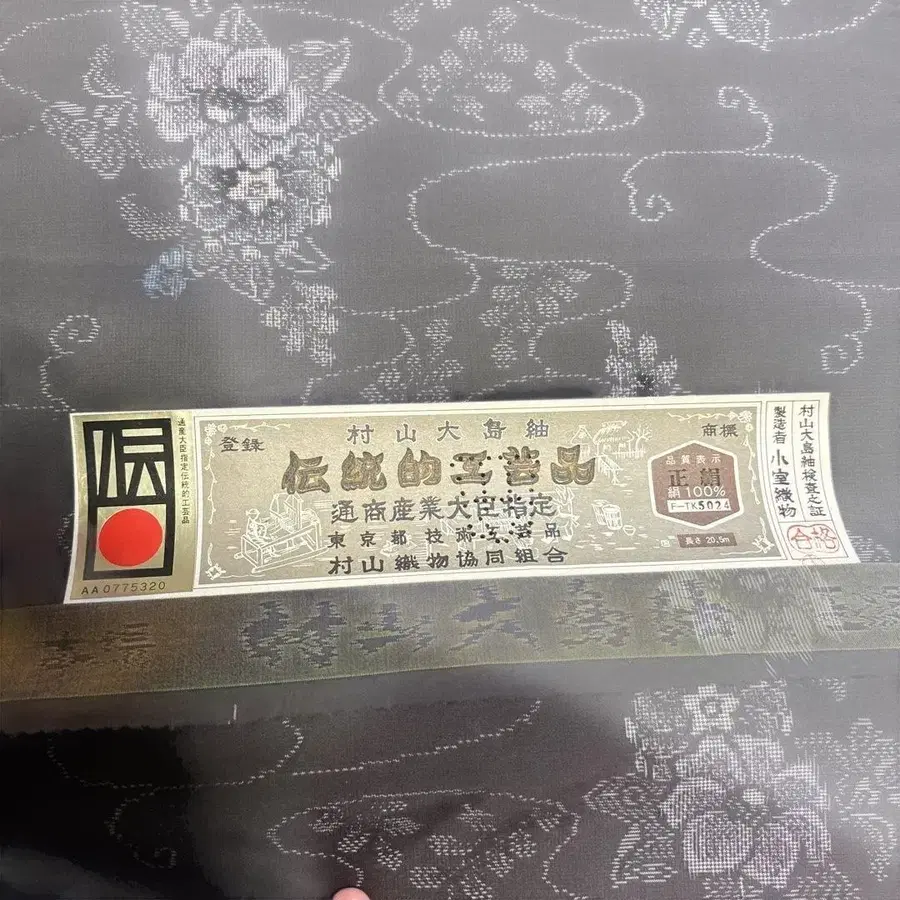 通産大臣指定伝統的工芸品
AA0775320
登録
村山大島紬
商標
伝統的工芸品
通商産業大臣指定
東京都技術工芸品
村山織物協同組合
品質表示
正絹
絹100%
F-TK5024
長さ 20.5m
村山大島紬検査之証
製造者 小室織物
合格